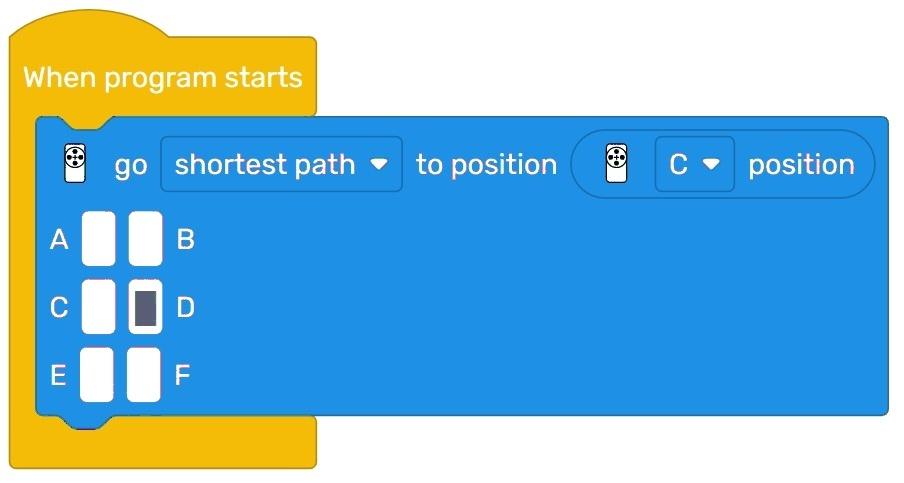 When program starts
go shortest path to position C position
A B
C D
E F